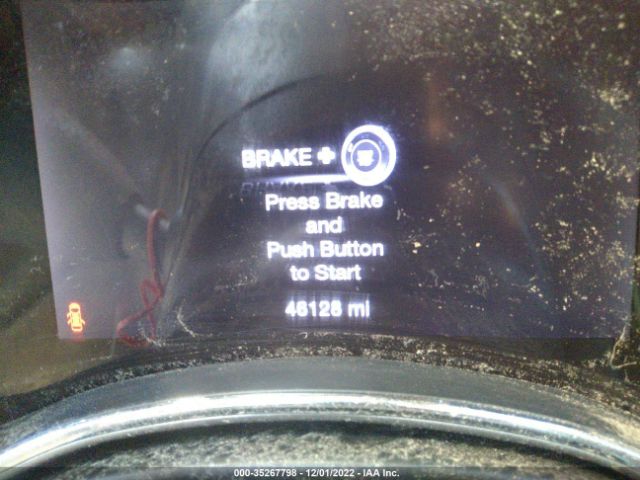 BRAKE +
Press Brake
and
Push Button
to Start
46128 mi
000-35267798 - 12/01/2022 - IAA Inc.